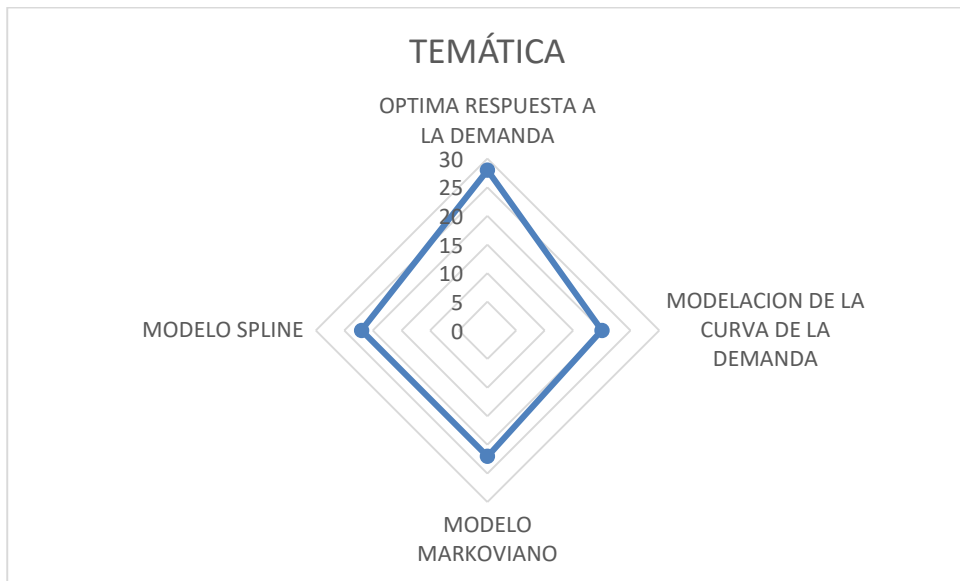 TEMÁTICA
OPTIMA RESPUESTA A
LA DEMANDA
30
25
20
15
10
5
0
MODELACION DE LA
CURVA DE LA
DEMANDA
MODELO SPLINE
MODELO
MARKOVIANO